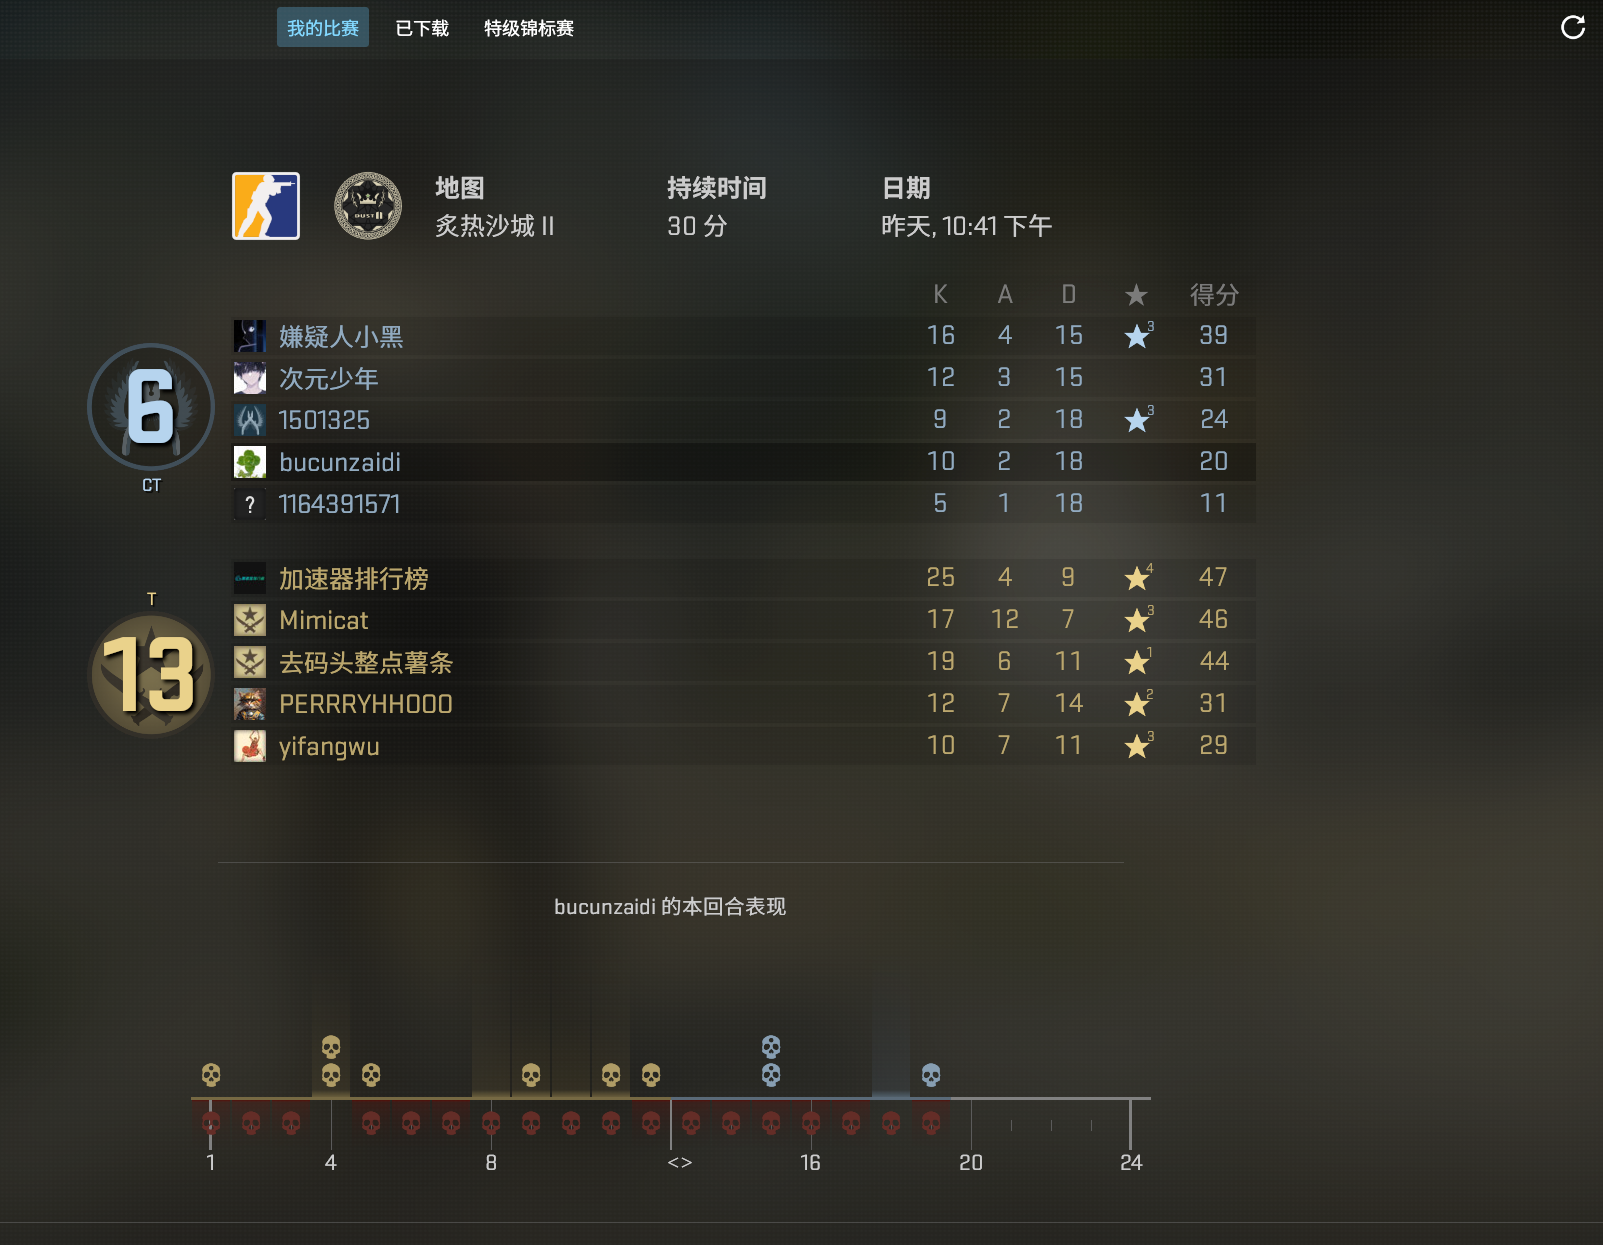 我的比赛 已下载 特级锦标赛
地图 持续时间 日期
DUST II
炙热沙城 II 30 分 昨天, 10:41 下午
K A D ★ 得分
嫌疑人小黑 16 4 15 ★3 39
次元少年 12 3 15 31
6
1501325 9 2 18 ★3 24
bucunzaidi 10 2 18 20
CT
? 1164391571 5 1 18 11
加速器排行榜 25 4 9 ★4 47
T
Mimicat 17 12 7 ★3 46
13
去码头整点薯条 19 6 11 ★1 44
PERRRYHHOOO 12 7 14 ★2 31
yifangwu 10 7 11 ★3 29
bucunzaidi 的本回合表现
1 4 8 <> 16 20 24